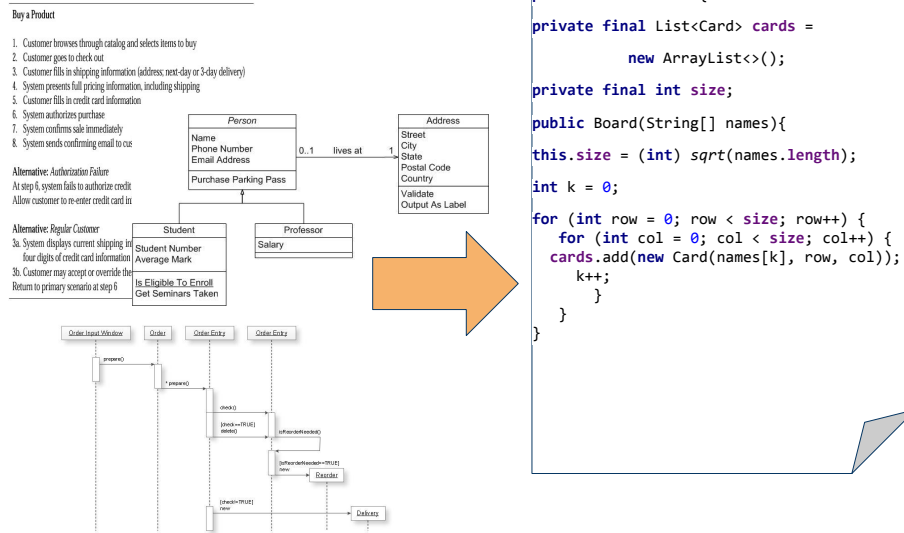 Buy a Product
1. Customer browses through catalog and selects items to buy
2. Customer goes to check out
3. Customer fills in shipping information (address; next-day or 3-day delivery)
4. System presents full pricing information, including shipping
5. Customer fills in credit card information
6. System authorizes purchase
7. System confirms sale immediately
8. System sends confirming email to cus
Alternative: Authorization Failure
At step 6, system fails to authorize credit
Allow customer to re-enter credit card in
Alternative: Regular Customer
3a. System displays current shipping in
four digits of credit card information
3b. Customer may accept or override the
Return to primary scenario at step 6
Person
Name
Phone Number
Email Address
Purchase Parking Pass
0..1 lives at 1
Address
Street
City
State
Postal Code
Country
Validate
Output As Label
Student
Student Number
Average Mark
Is Eligible To Enroll
Get Seminars Taken
Professor
Salary
Order Input Window
Order
Order Entry
Order Entry
prepare()
* prepare()
check()
[check==TRUE]
delete()
isReorderNeeded()
[isReorderNeeded==TRUE]
new
Reorder
[check!=TRUE]
new
Delivery
private final List<Card> cards =
new ArrayList<>();
private final int size;
public Board(String[] names){
this.size = (int) sqrt(names.length);
int k = 0;
for (int row = 0; row < size; row++) {
for (int col = 0; col < size; col++) {
cards.add(new Card(names[k], row, col));
k++;
}
}
}